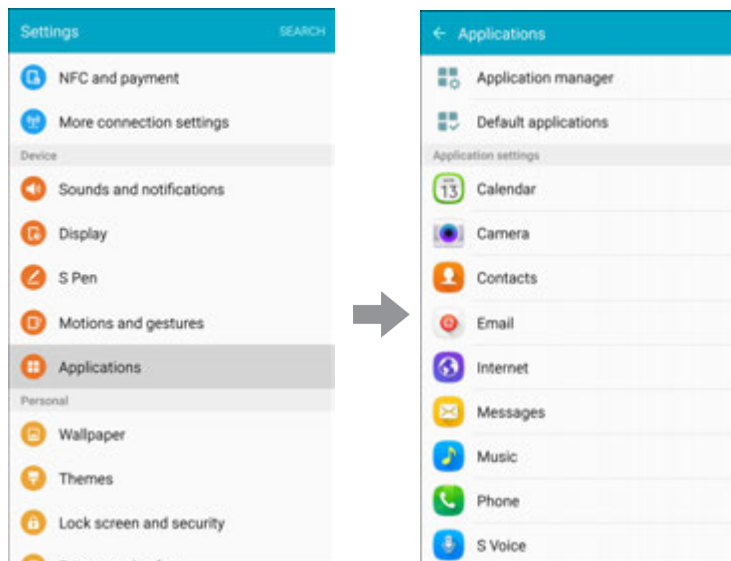 Settings
SEARCH
NFC and payment
More connection settings
Device
Sounds and notifications
Display
S Pen
Motions and gestures
Applications
Personal
Wallpaper
Themes
Lock screen and security
Applications
Application manager
Default applications
Application settings
13
Calendar
Camera
Contacts
Email
Internet
Messages
Music
Phone
S Voice